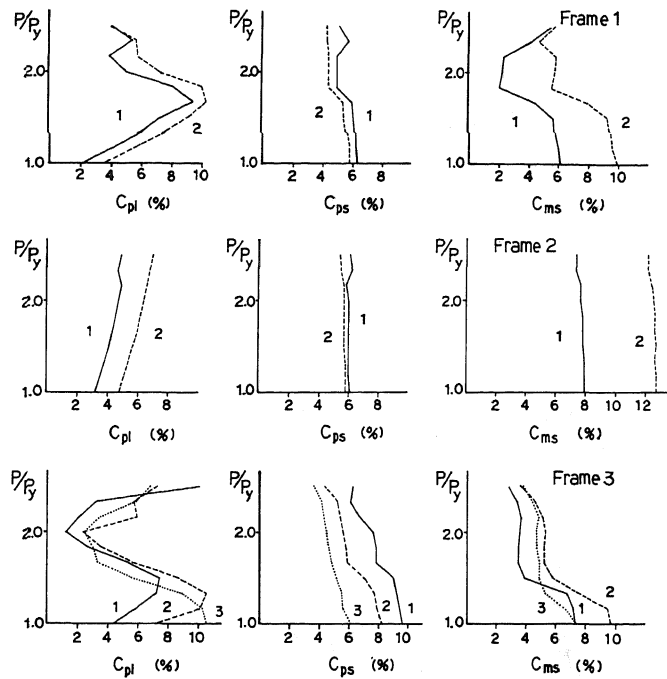 P/Py P/Py P/Py Frame 1
2.0 2.0 2.0
1 2 2 1 1 2
1.0 1.0 1.0
2 4 6 8 10 2 4 6 8 2 4 6 8 10
Cpl (%) Cps (%) Cms (%)
P/Py P/Py P/Py Frame 2
2.0 2.0 2.0
1 2 2 1 1 2
1.0 1.0 1.0
2 4 6 8 2 4 6 8 2 4 6 8 10 12
Cpl (%) Cps (%) Cms (%)
P/Py P/Py P/Py Frame 3
2.0 2.0 2.0
1 2 3 3 2 1 3 1 2
1.0 1.0 1.0
2 4 6 8 10 2 4 6 8 10 2 4 6 8 10
Cpl (%) Cps (%) Cms (%)